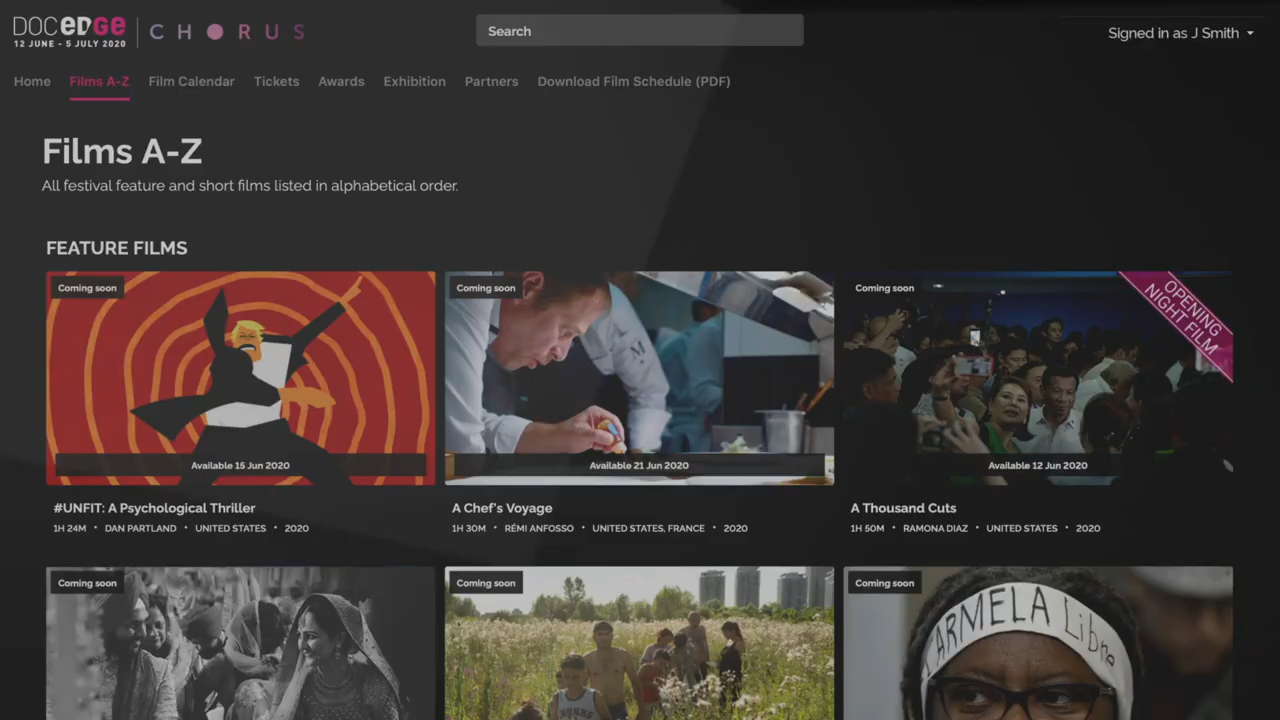 DOCEDGE
12 JUNE - 5 JULY 2020
CHORUS
Search
Signed in as J Smith
Home
Films A-Z
Film Calendar
Tickets
Awards
Exhibition
Partners
Download Film Schedule (PDF)
Films A-Z
All festival feature and short films listed in alphabetical order.
FEATURE FILMS
Coming soon
Available 15 Jun 2020
#UNFIT: A Psychological Thriller
1H 24M • DAN PARTLAND • UNITED STATES • 2020
Coming soon
M
Available 21 Jun 2020
A Chef's Voyage
1H 30M • RÉMI ANFOSSO • UNITED STATES, FRANCE • 2020
Coming soon
OPENING
NIGHT FILM
Available 12 Jun 2020
A Thousand Cuts
1H 50M • RAMONA DIAZ • UNITED STATES • 2020
Coming soon
Coming soon
Coming soon
ARMELA Libre